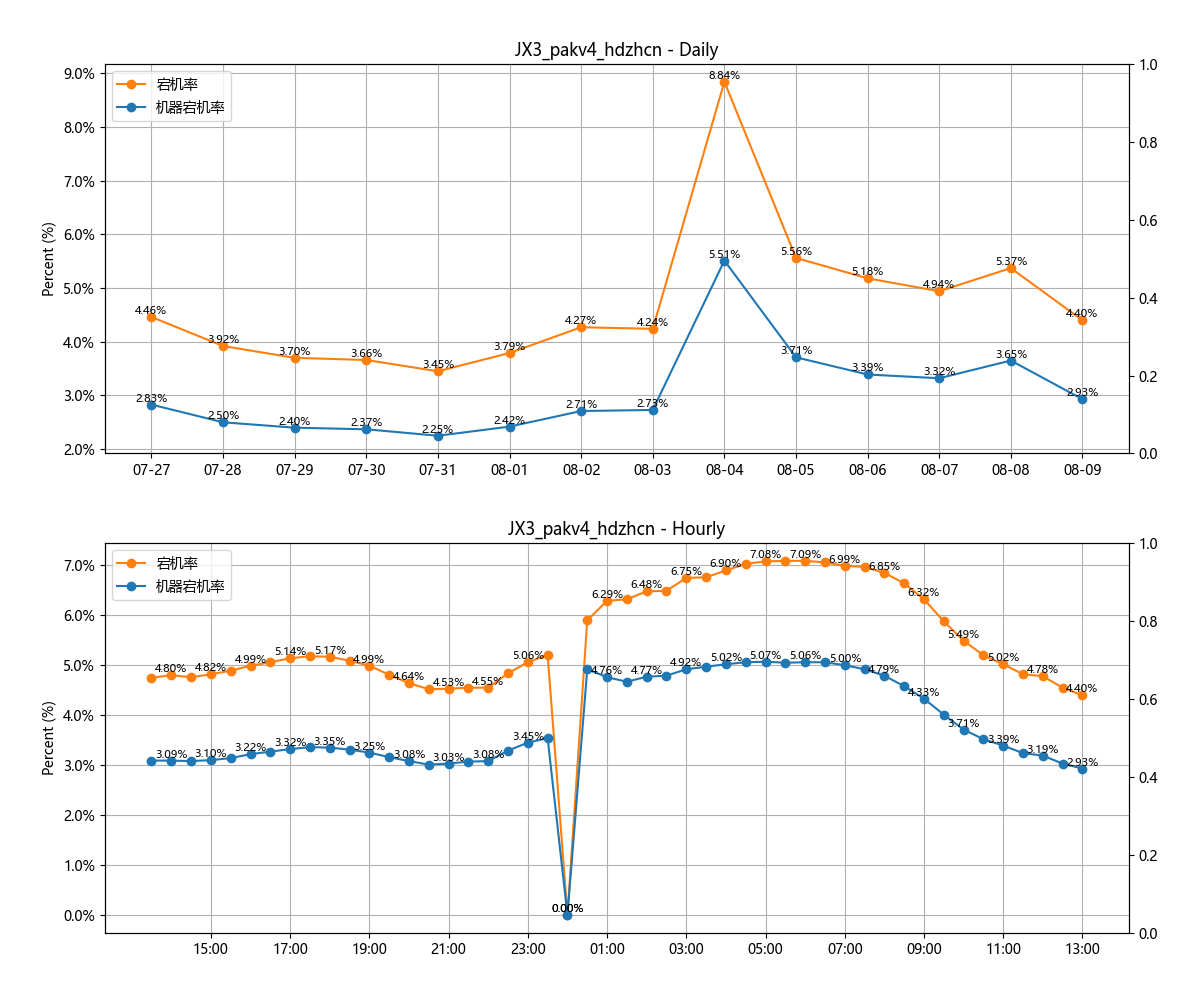 JX3_pakv4_hdzhcn - Daily
宕机率
机器宕机率
Percent (%)
9.0%
8.0%
7.0%
6.0%
5.0%
4.0%
3.0%
2.0%
1.0
0.8
0.6
0.4
0.2
0.0
4.46% 3.92% 3.70% 3.66% 3.45% 3.79% 4.27% 4.24% 8.84% 5.56% 5.18% 4.94% 5.37% 4.40%
2.83% 2.50% 2.40% 2.37% 2.25% 2.42% 2.71% 2.73% 5.51% 3.71% 3.39% 3.32% 3.65% 2.93%
07-27 07-28 07-29 07-30 07-31 08-01 08-02 08-03 08-04 08-05 08-06 08-07 08-08 08-09
JX3_pakv4_hdzhcn - Hourly
宕机率
机器宕机率
Percent (%)
7.0%
6.0%
5.0%
4.0%
3.0%
2.0%
1.0%
0.0%
1.0
0.8
0.6
0.4
0.2
0.0
4.80% 4.82% 4.99% 5.14% 5.17% 4.99% 4.64% 4.53% 4.55% 5.06% 0.00% 6.29% 6.48% 6.75% 6.90% 7.08% 7.09% 6.99% 6.85% 6.32% 5.49% 5.02% 4.78% 4.40%
3.09% 3.10% 3.22% 3.32% 3.35% 3.25% 3.08% 3.03% 3.08% 3.45% 0.00% 4.76% 4.77% 4.92% 5.02% 5.07% 5.06% 5.00% 4.79% 4.33% 3.71% 3.39% 3.19% 2.93%
15:00 17:00 19:00 21:00 23:00 01:00 03:00 05:00 07:00 09:00 11:00 13:00